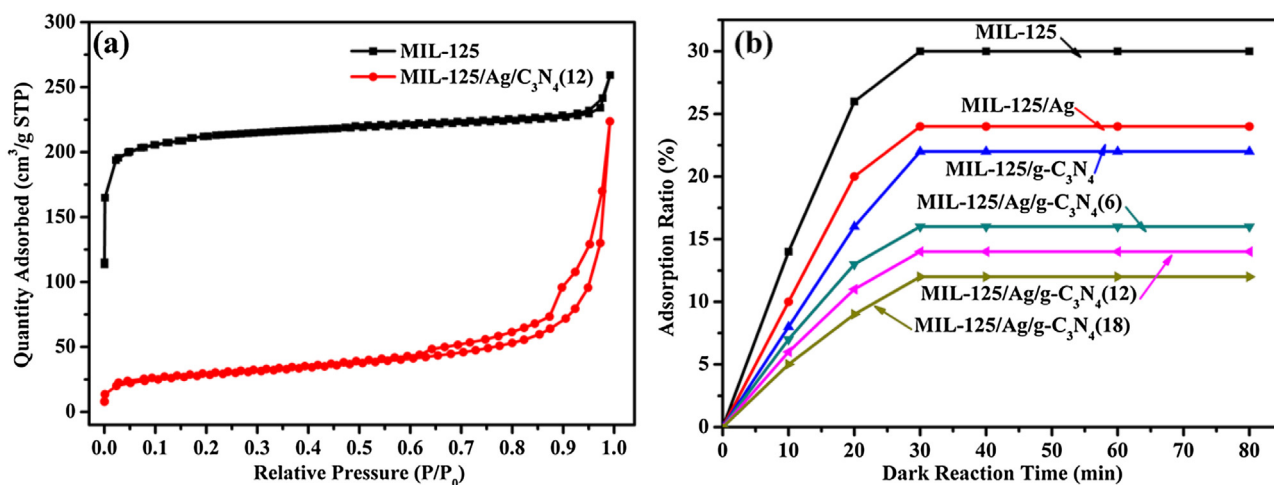 (a)
MIL-125
MIL-125/Ag/C₃N₄(12)
300
250
200
150
100
50
0
Quantity Adsorbed (cm³/g STP)
0.0 0.1 0.2 0.3 0.4 0.5 0.6 0.7 0.8 0.9 1.0
Relative Pressure (P/P₀)
(b)
MIL-125
MIL-125/Ag
MIL-125/g-C₃N₄
MIL-125/Ag/g-C₃N₄(6)
MIL-125/Ag/g-C₃N₄(12)
MIL-125/Ag/g-C₃N₄(18)
30
25
20
15
10
5
0
Adsorption Ratio (%)
0 10 20 30 40 50 60 70 80
Dark Reaction Time (min)